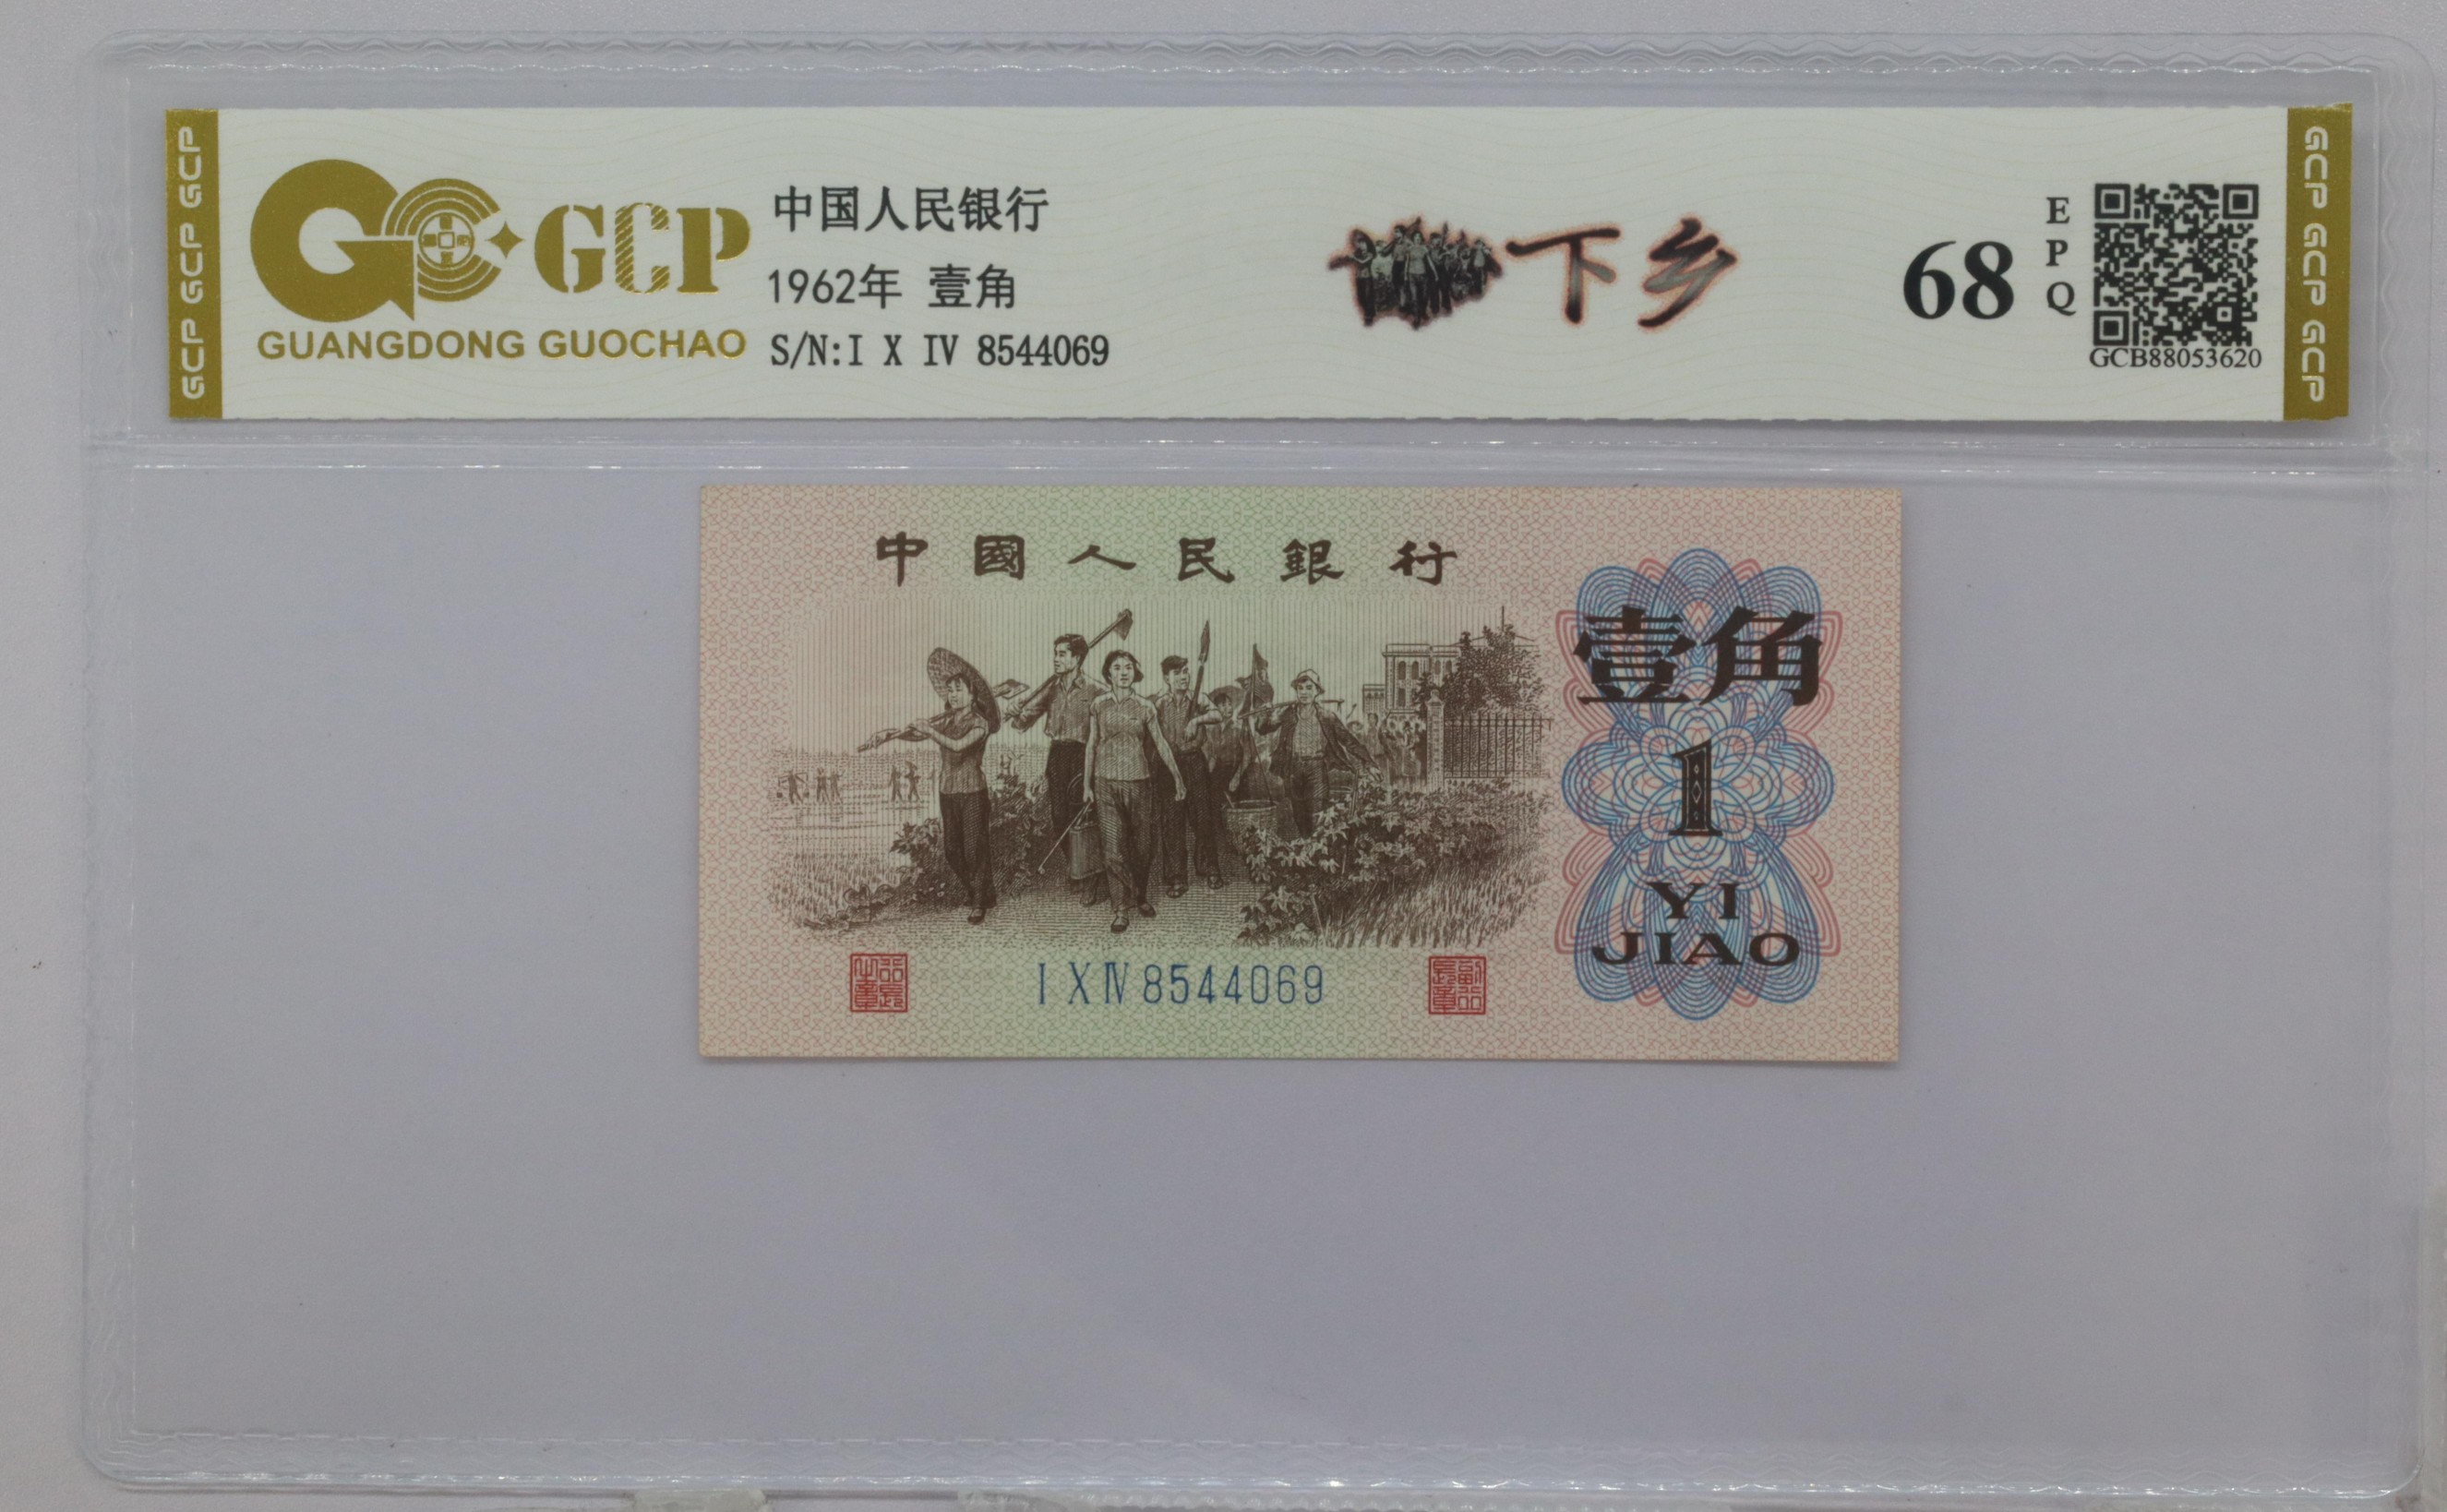 GCP GCP GCP
GCP
GUANGDONG GUOCHAO
中国人民银行
1962年 壹角
S/N:I X IV 8544069
下乡
68
E
P
Q
GCB88053620
GCP GCP GCP
中國人民銀行
壹角
1
YI
JIAO
I X IV 8544069